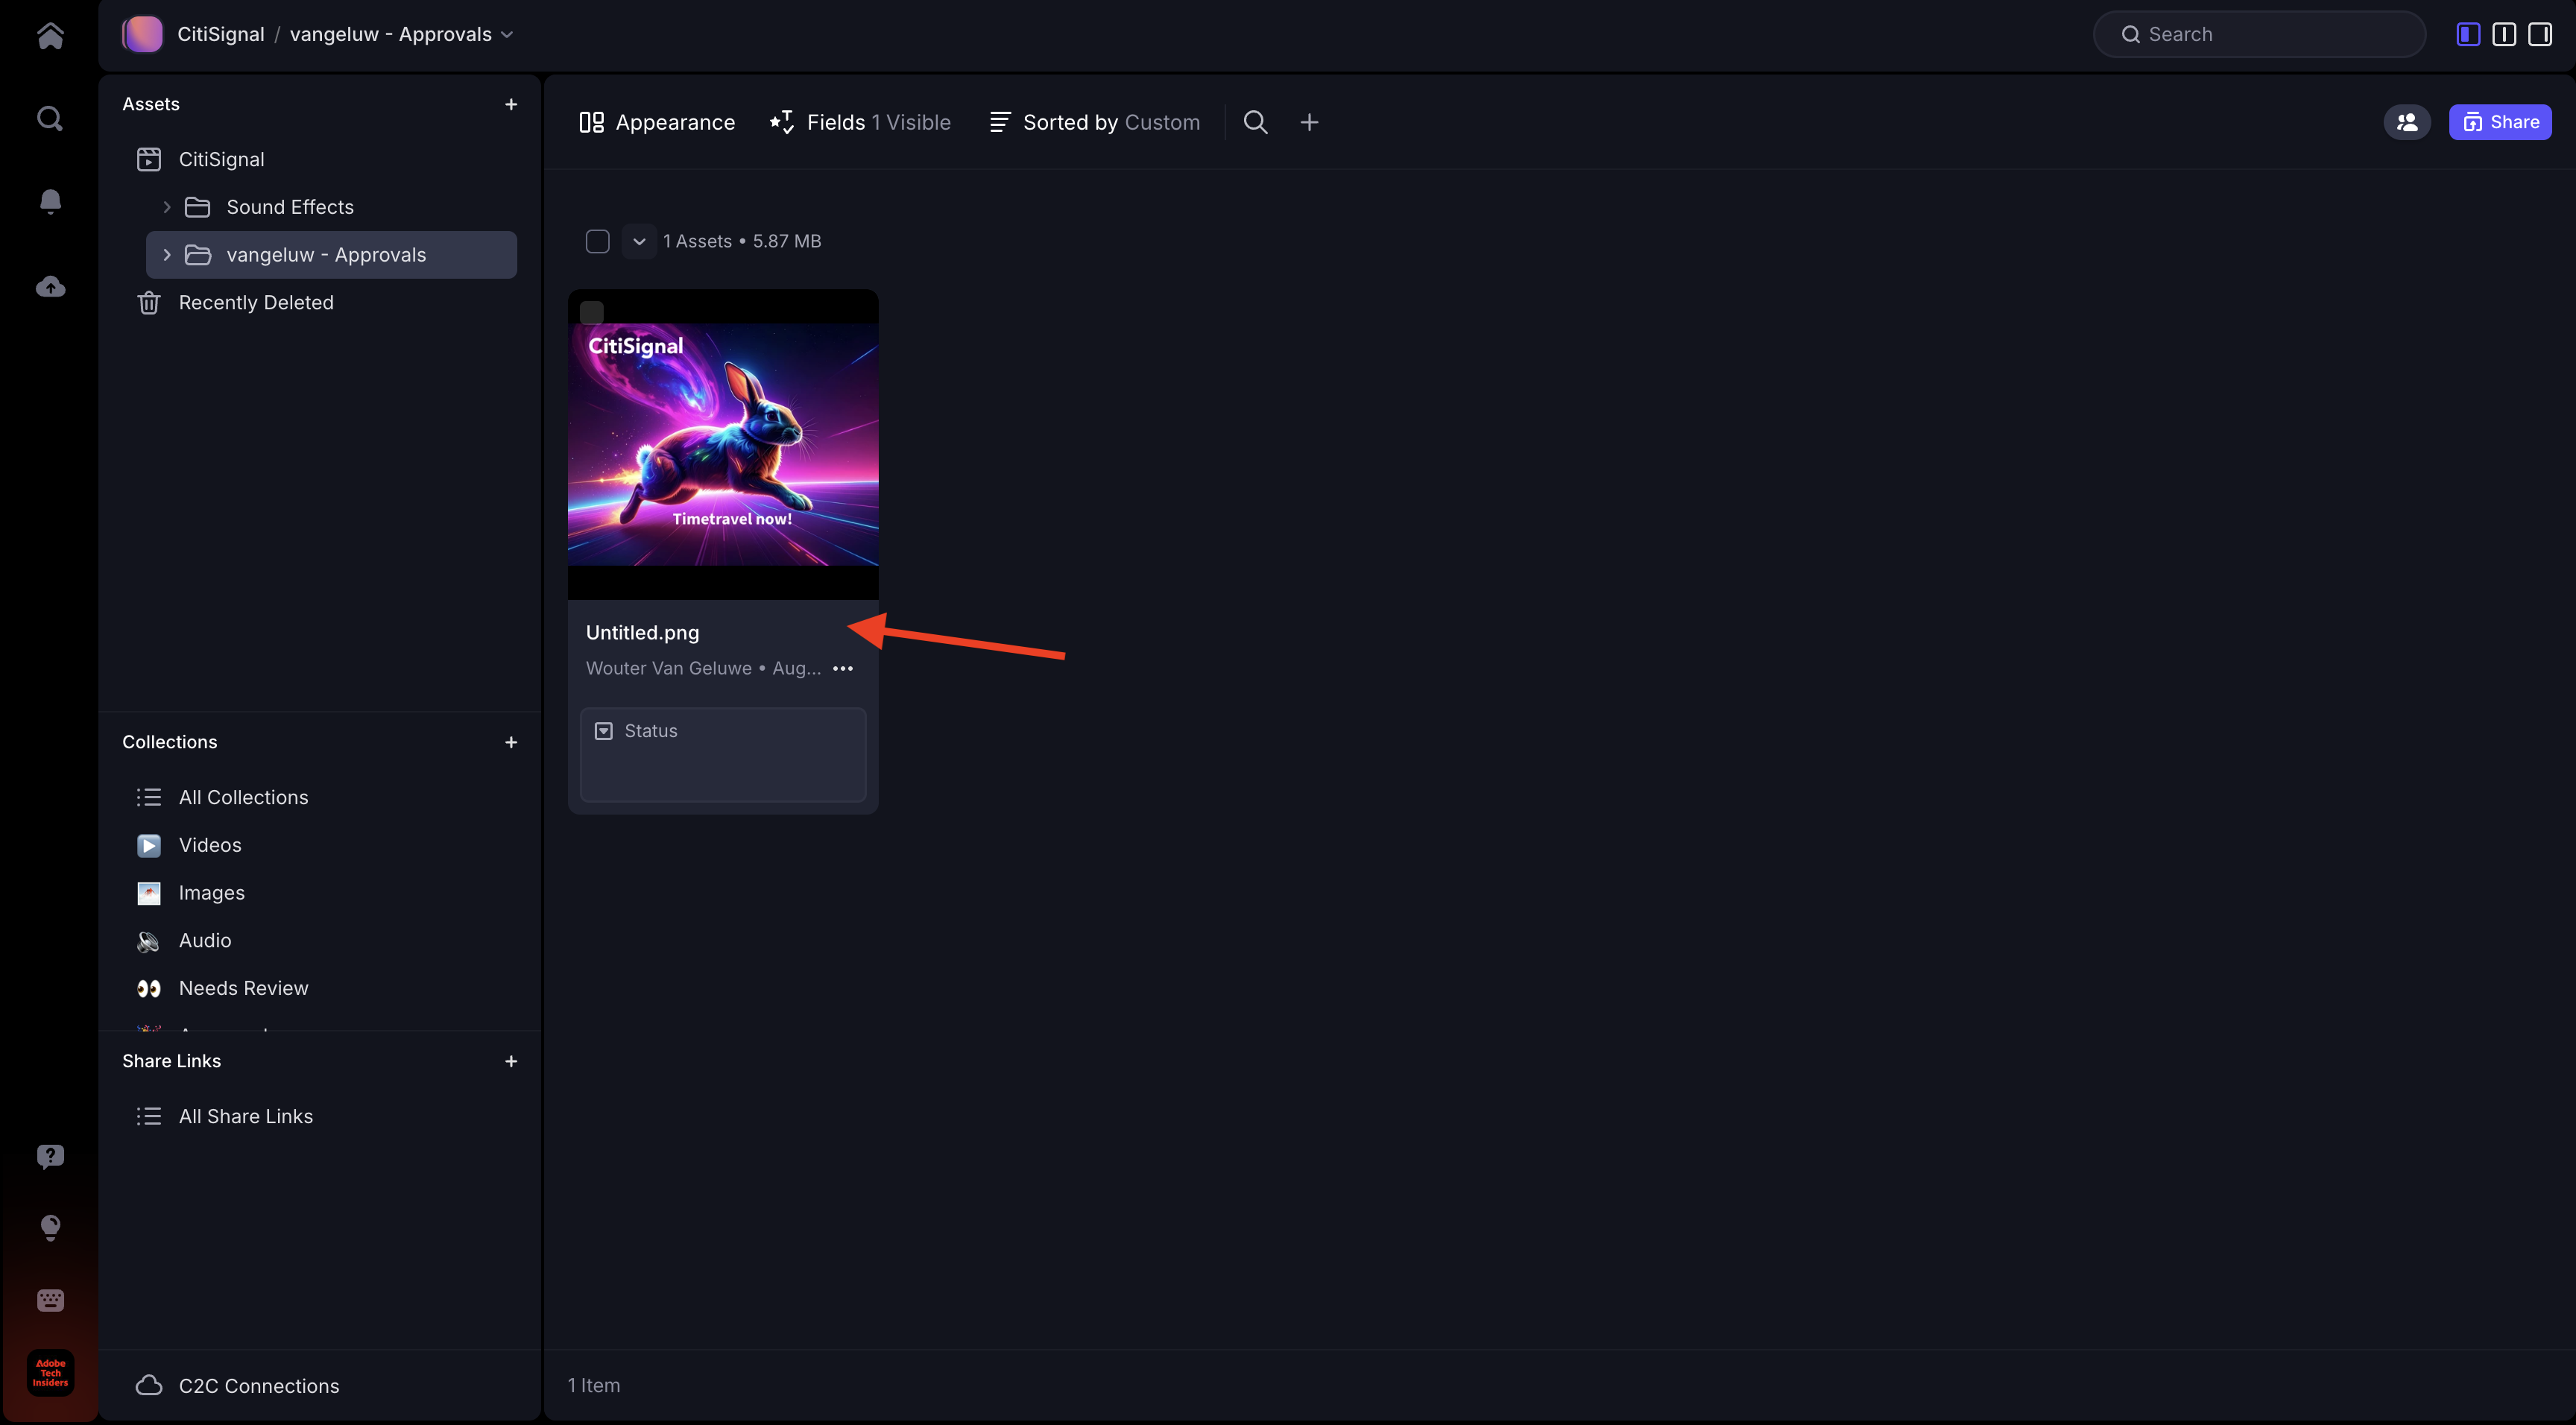 CitiSignal / vangeluw - Approvals
Search
Assets
CitiSignal
Sound Effects
vangeluw - Approvals
Recently Deleted
Collections
All Collections
Videos
Images
Audio
Needs Review
Share Links
All Share Links
C2C Connections
Adobe
Tech
Insiders
Appearance
Fields 1 Visible
Sorted by Custom
Share
1 Assets • 5.87 MB
CitiSignal
Timetravel now!
Untitled.png
Wouter Van Geluwe • Aug...
Status
1 Item